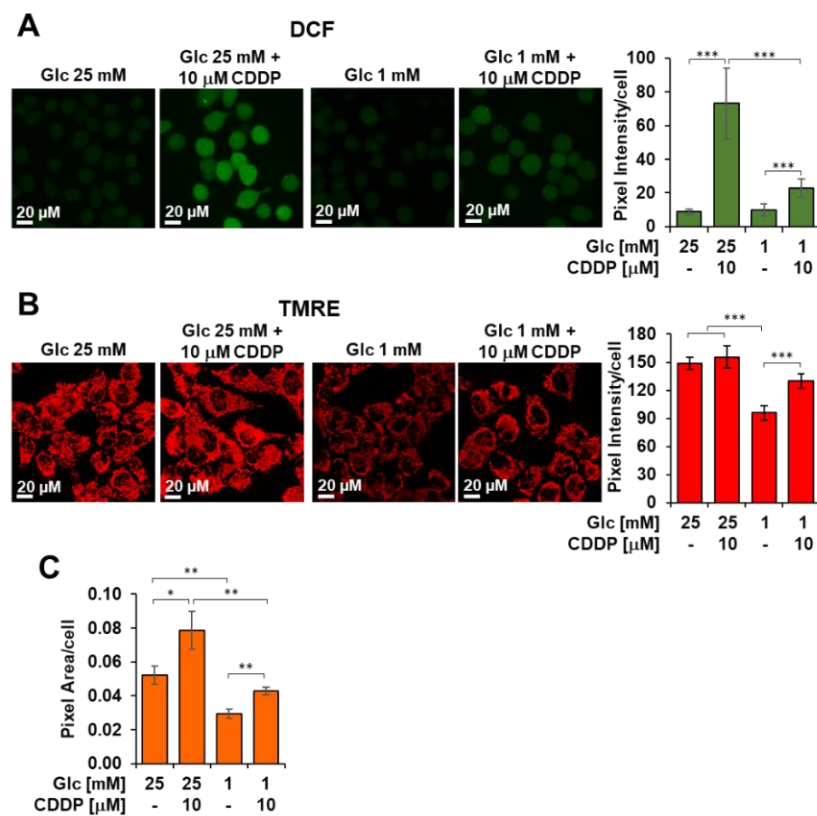 A
DCF
Glc 25 mM
Glc 25 mM +
10 μM CDDP
Glc 1 mM
Glc 1 mM +
10 μM CDDP
20 μM
20 μM
20 μM
20 μM
Pixel Intensity/cell
100
80
60
40
20
0
***
***
***
Glc [mM] 25 25 1 1
CDDP [μM] - 10 - 10
B
TMRE
Glc 25 mM
Glc 25 mM +
10 μM CDDP
Glc 1 mM
Glc 1 mM +
10 μM CDDP
20 μM
20 μM
20 μM
20 μM
Pixel Intensity/cell
180
150
120
90
60
30
0
***
***
Glc [mM] 25 25 1 1
CDDP [μM] - 10 - 10
C
Pixel Area/cell
0.10
0.08
0.06
0.04
0.02
0.00
**
*
**
**
Glc [mM] 25 25 1 1
CDDP [μM] - 10 - 10